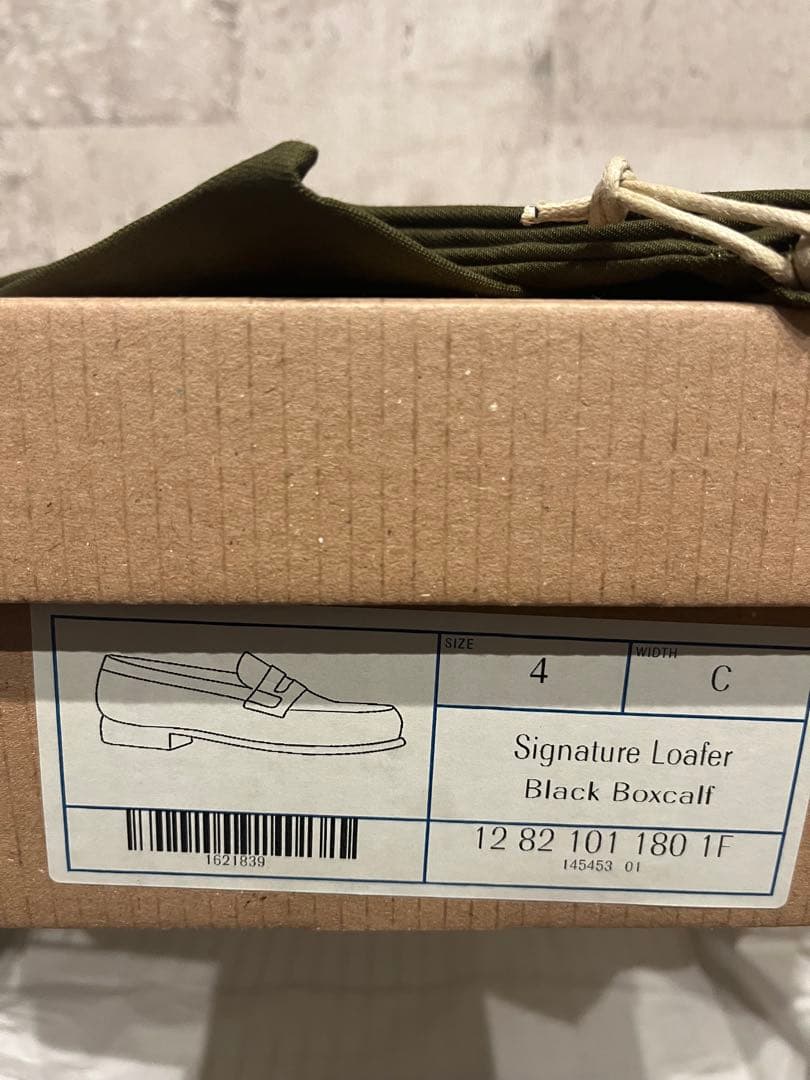 SIZE
4
WIDTH
C
Signature Loafer
Black Boxcalf
1621839
12 82 101 180 1F
145453 01